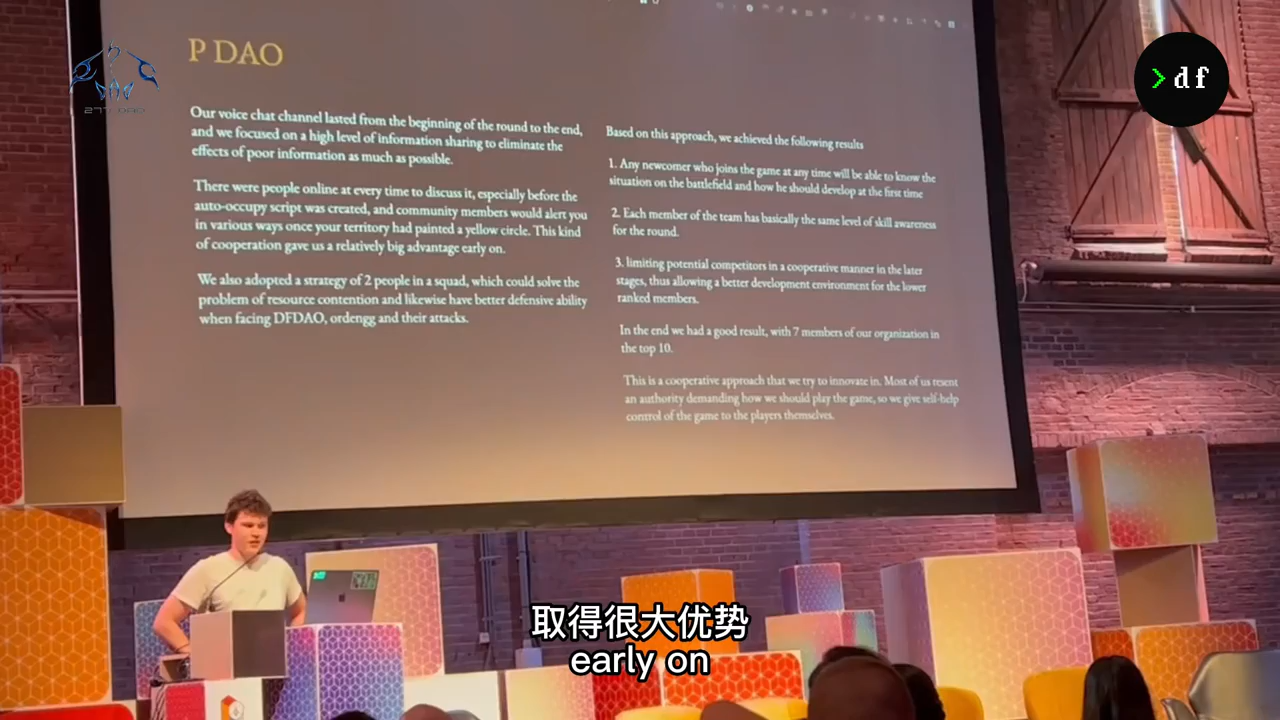 P DAO
277 DAO
df
Our voice chat channel lasted from the beginning of the round to the end,
and we focused on a high level of information sharing to eliminate the
effects of poor information as much as possible.
There were people online at every time to discuss it, especially before the
auto-occupy script was created, and community members would alert you
in various ways once your territory had painted a yellow circle. This kind
of cooperation gave us a relatively big advantage early on.
We also adopted a strategy of 2 people in a squad, which could solve the
problem of resource contention and likewise have better defensive ability
when facing DFDAO, ordengg and their attacks.
Based on this approach, we achieved the following results
1. Any newcomer who joins the game at any time will be able to know the
situation on the battlefield and how he should develop at the first time
2. Each member of the team has basically the same level of skill awareness
for the round.
3. limiting potential competitors in a cooperative manner in the later
stages, thus allowing a better development environment for the lower
ranked members.
In the end we had a good result, with 7 members of our organization in
the top 10.
This is a cooperative approach that we try to innovate in. Most of us resent
an authority demanding how we should play the game, so we give self-help
control of the game to the players themselves.
取得很大优势
early on